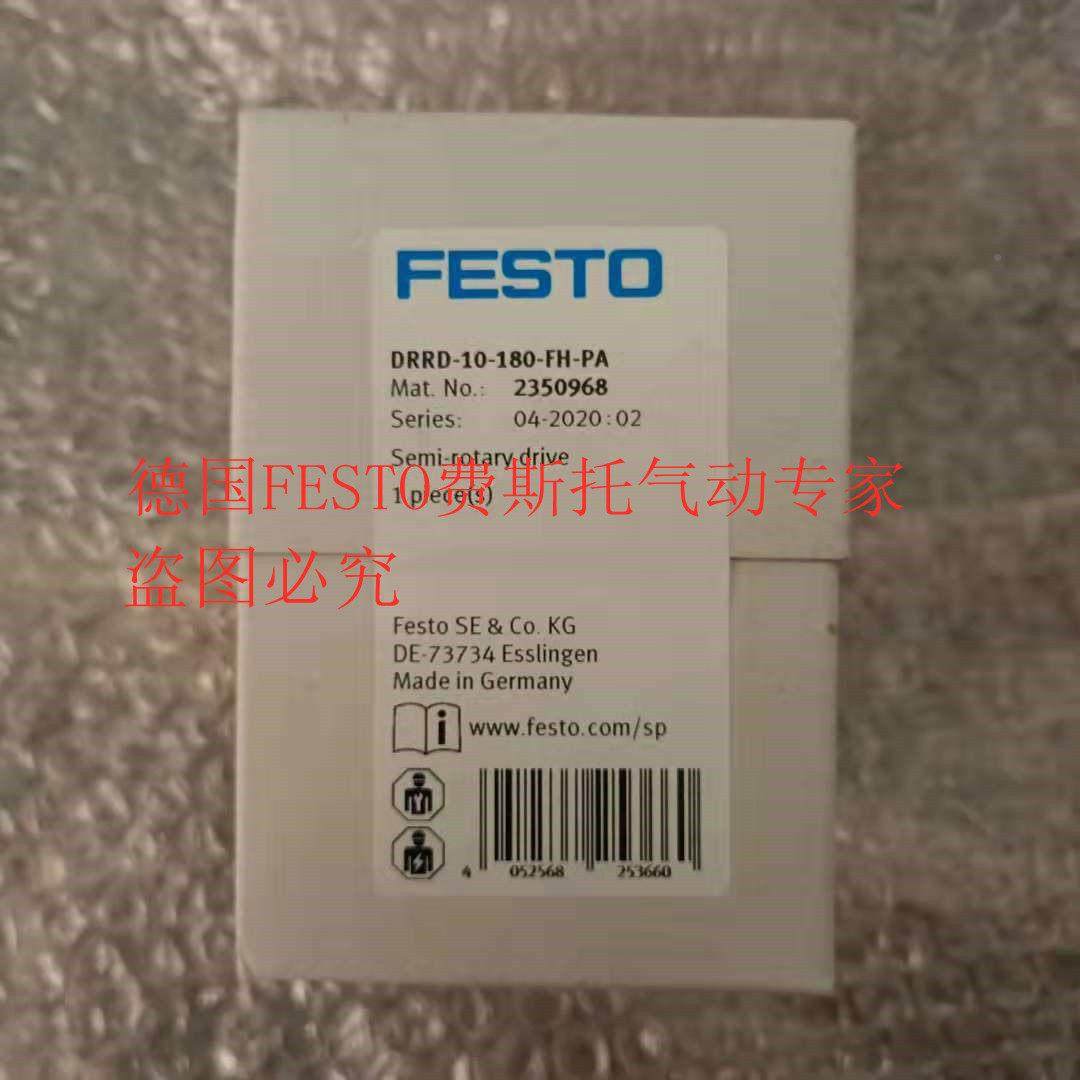 FESTO
DRRD-10-180-FH-PA
Mat. No.: 2350968
Series: 04-2020:02
Semi-rotary drive
德国FESTO费斯托气动专家
1 piece(s)
盗图必究
Festo SE & Co. KG
DE-73734 Esslingen
Made in Germany
i www.festo.com/sp
4 052568 253660